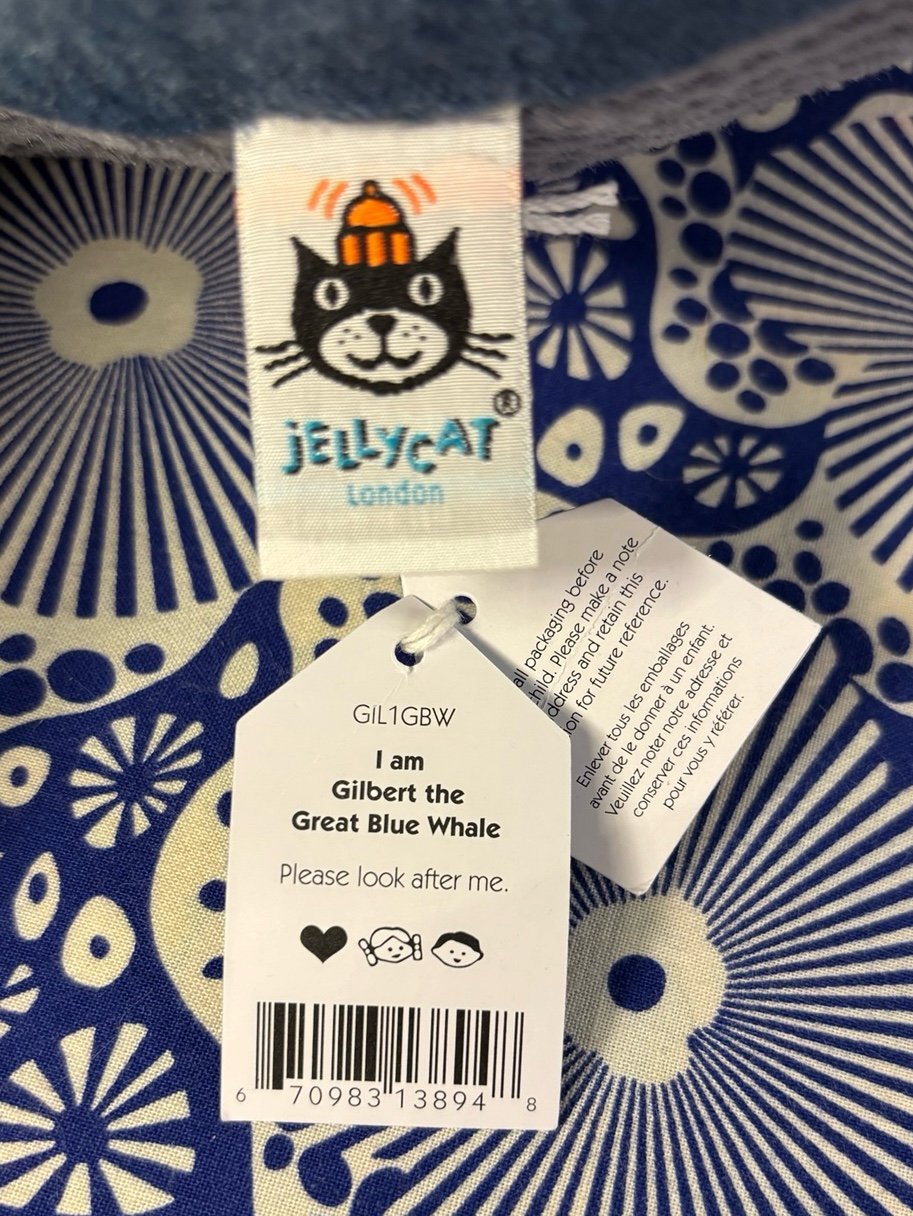 JELLYCAT®
London
GIL1GBW
I am
Gilbert the
Great Blue Whale
Please look after me.
6 70983 13894 8
all packaging before
child. Please make a note
address and retain this
for future reference.
Enlever tous les emballages
avant de le donner à un enfant.
Veuillez noter notre adresse et
conserver ces informations
pour vous y référer.